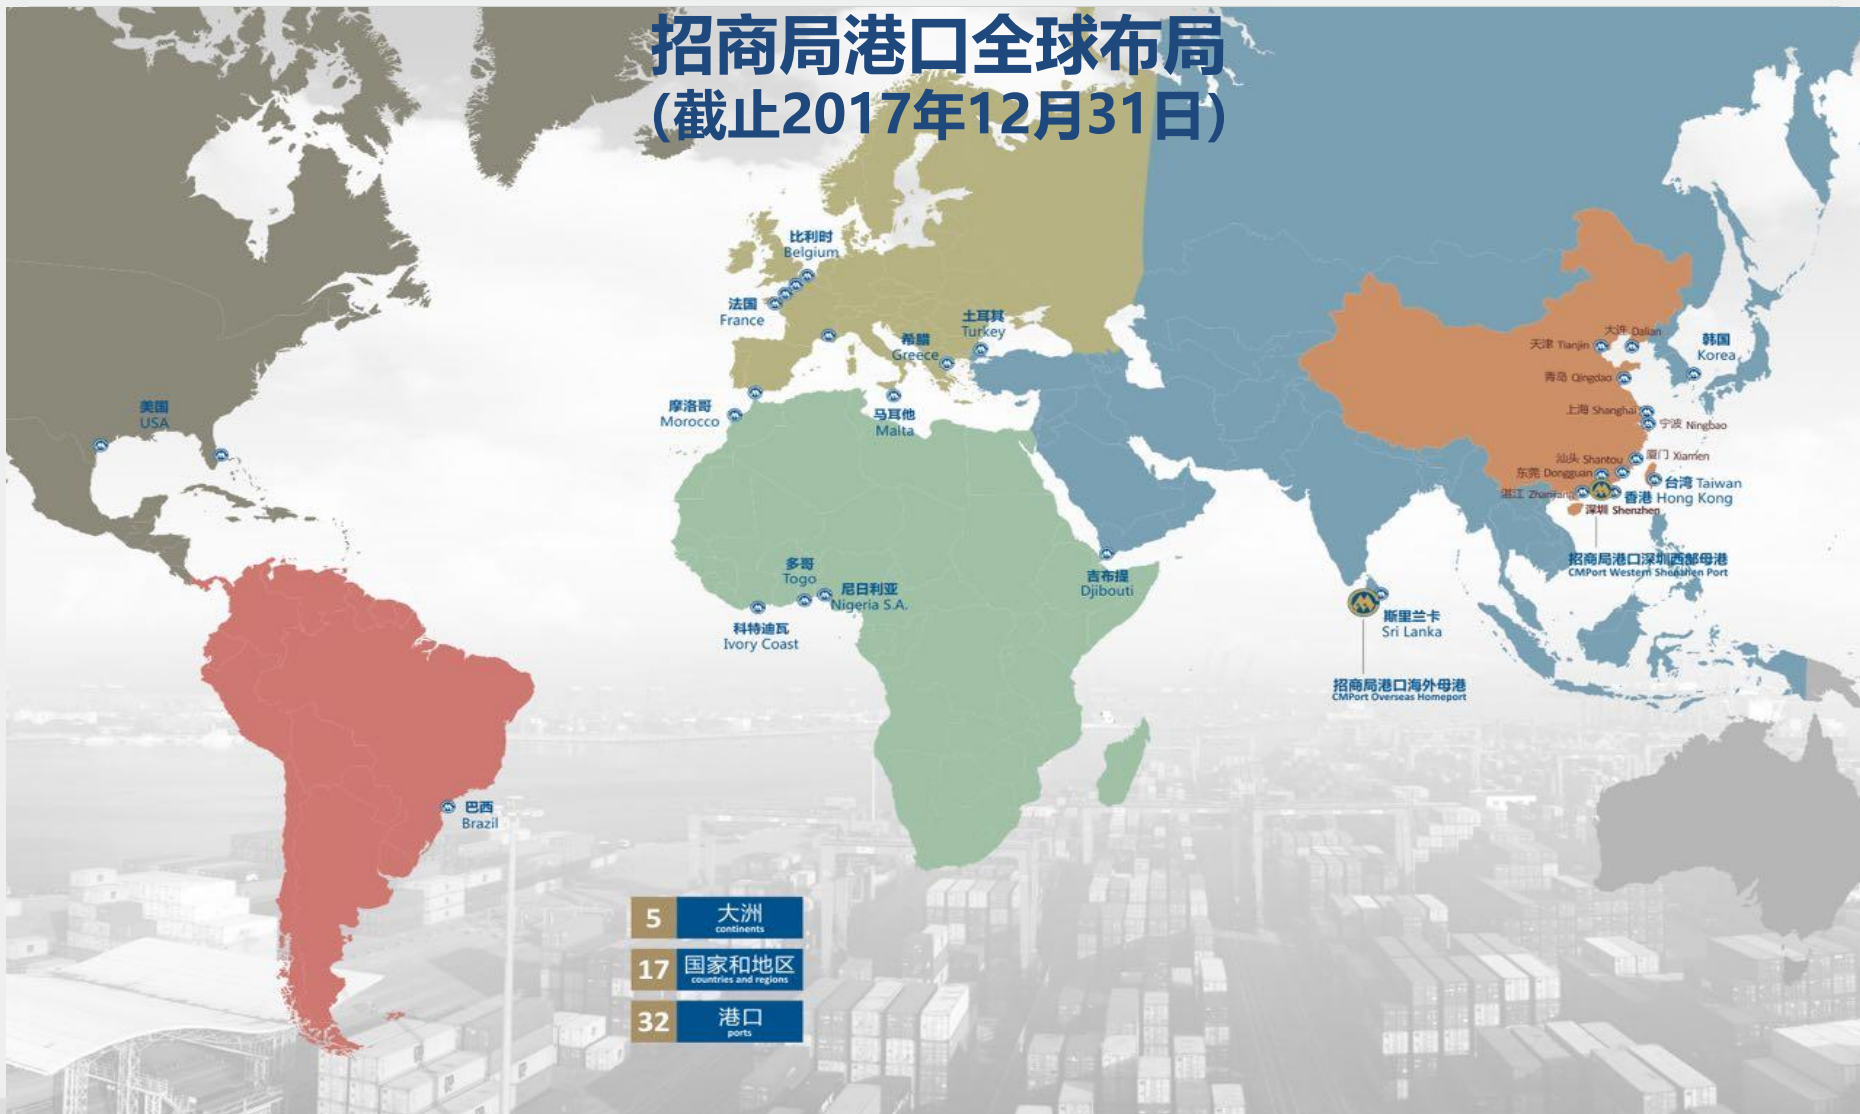 招商局港口全球布局
(截止2017年12月31日)
比利时
Belgium
法国
France
土耳其
Turkey
希腊
Greece
大连 Dalian
天津 Tianjin
韩国
Korea
青岛 Qingdao
美国
USA
摩洛哥
Morocco
马耳他
Malta
上海 Shanghai
宁波 Ningbao
汕头 Shantou
厦门 Xiamen
东莞 Dongguan
台湾 Taiwan
湛江 Zhanjiang
香港 Hong Kong
深圳 Shenzhen
招商局港口深圳西部母港
CMPort Western Shenzhen Port
多哥
Togo
尼日利亚
Nigeria S.A.
吉布提
Djibouti
科特迪瓦
Ivory Coast
斯里兰卡
Sri Lanka
招商局港口海外母港
CMPort Overseas Homeport
巴西
Brazil
5 大洲
continents
17 国家和地区
countries and regions
32 港口
ports